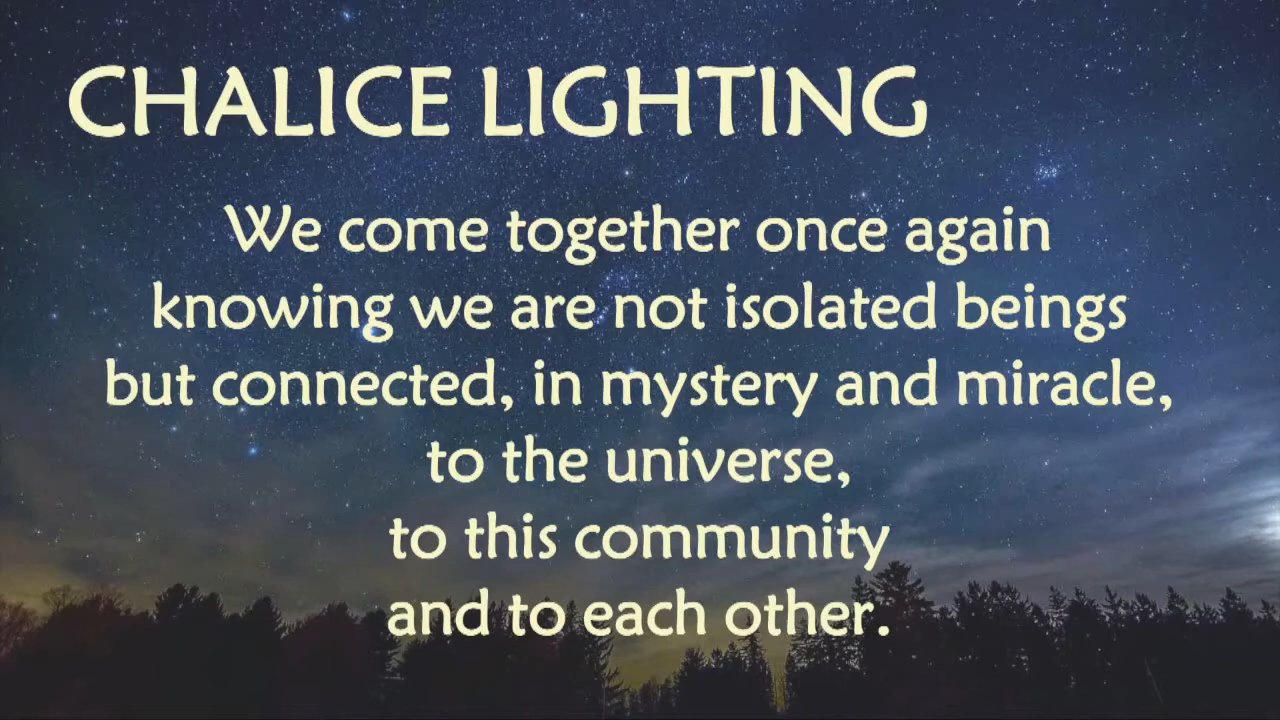 CHALICE LIGHTING
We come together once again
knowing we are not isolated beings
but connected, in mystery and miracle,
to the universe,
to this community
and to each other.